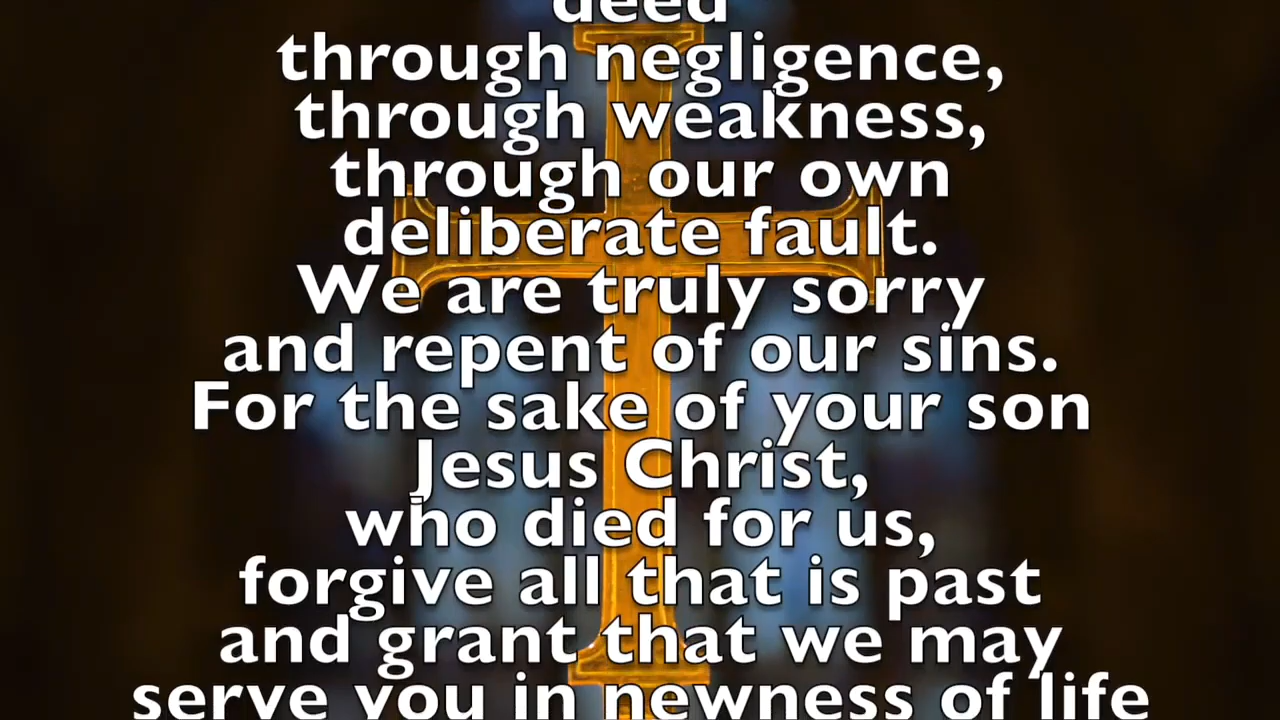 deed
through negligence,
through weakness,
through our own
deliberate fault.
We are truly sorry
and repent of our sins.
For the sake of your son
Jesus Christ,
who died for us,
forgive all that is past
and grant that we may
serve you in newness of life